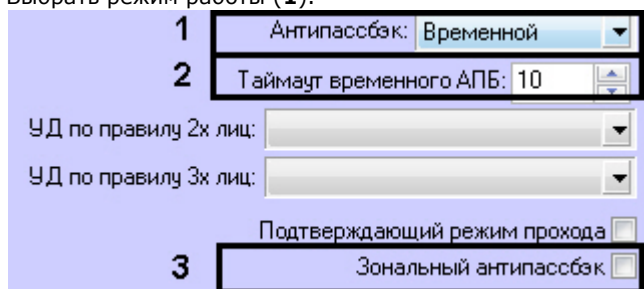 Выбрать режим работы (1).
1 Антипассбэк: Временной
2 Таймаут временного АПБ: 10
УД по правилу 2х лиц:
УД по правилу 3х лиц:
Подтверждающий режим прохода
3 Зональный антипассбэк